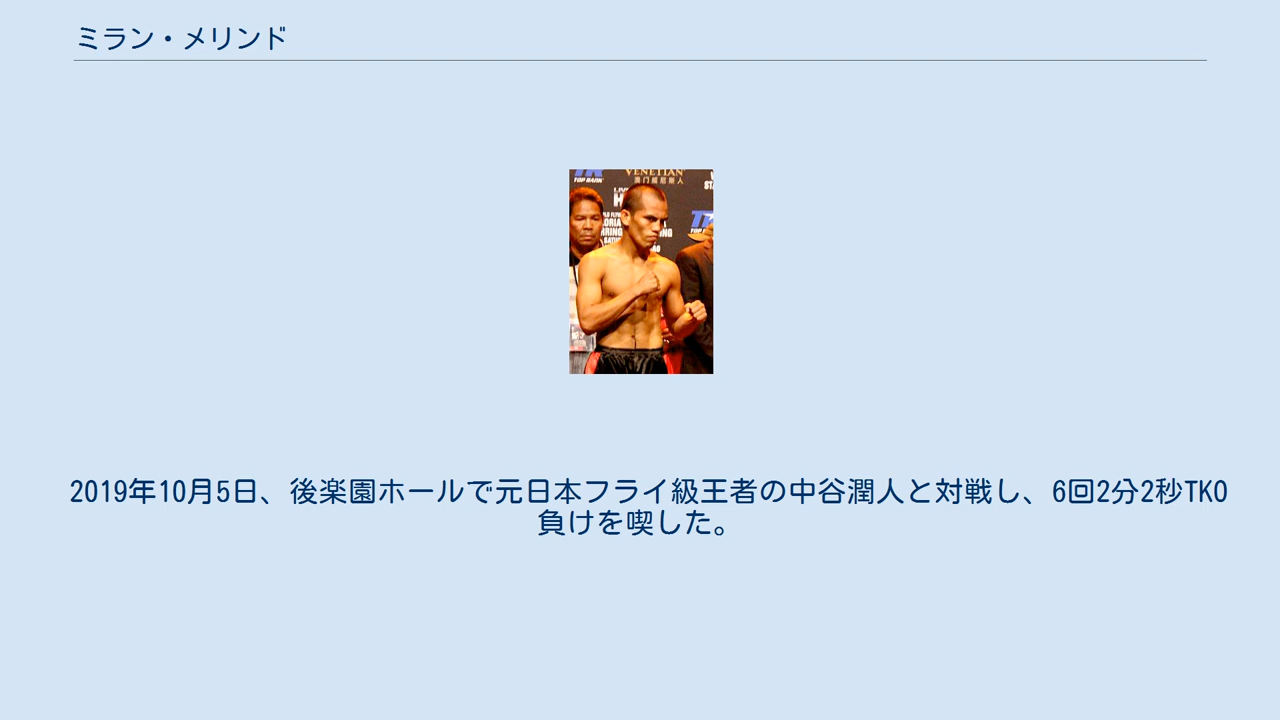 ミラン・メリンド
VENETIAN
TOP BANK
2019年10月5日、後楽園ホールで元日本フライ級王者の中谷潤人と対戦し、6回2分2秒TKO
負けを喫した。